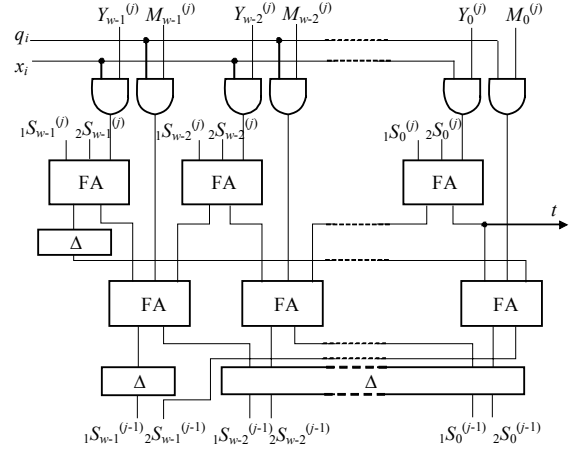 Y_{w-1}^{(j)} M_{w-1}^{(j)} Y_{w-2}^{(j)} M_{w-2}^{(j)} Y_0^{(j)} M_0^{(j)}
q_i
x_i
_1S_{w-1}^{(j)} _2S_{w-1}^{(j)} _1S_{w-2}^{(j)} _2S_{w-2}^{(j)} _1S_0^{(j)} _2S_0^{(j)}
FA FA FA
t
Δ
FA FA FA
Δ Δ
_1S_{w-1}^{(j-1)} _2S_{w-1}^{(j-1)} _1S_{w-2}^{(j-1)} _2S_{w-2}^{(j-1)} _1S_0^{(j-1)} _2S_0^{(j-1)}